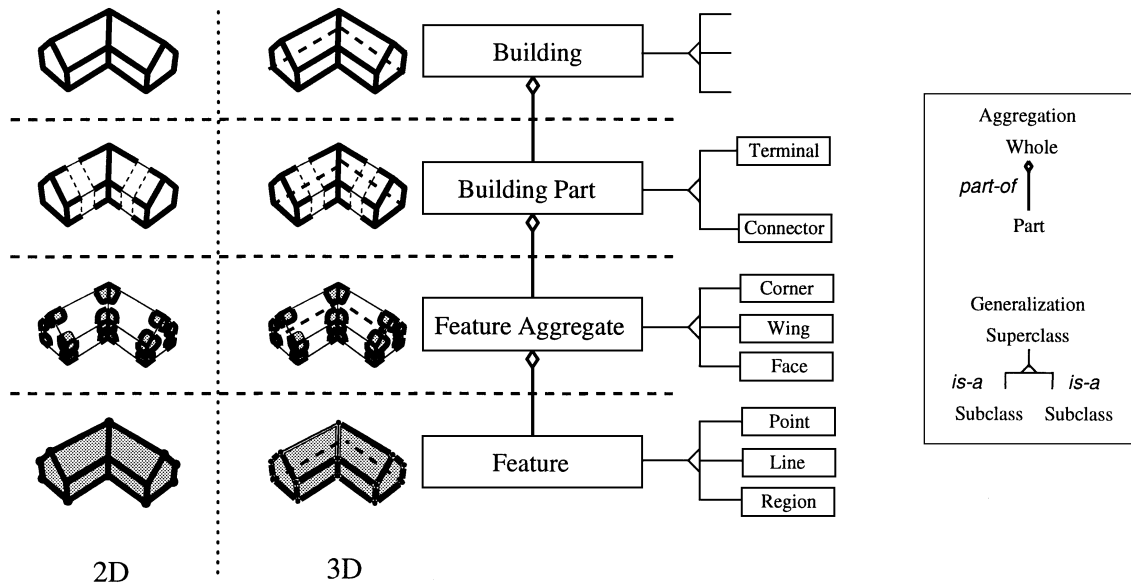 Building
Building Part
Terminal
Connector
Feature Aggregate
Corner
Wing
Face
Feature
Point
Line
Region
2D
3D
Aggregation
Whole
part-of
Part
Generalization
Superclass
is-a is-a
Subclass Subclass